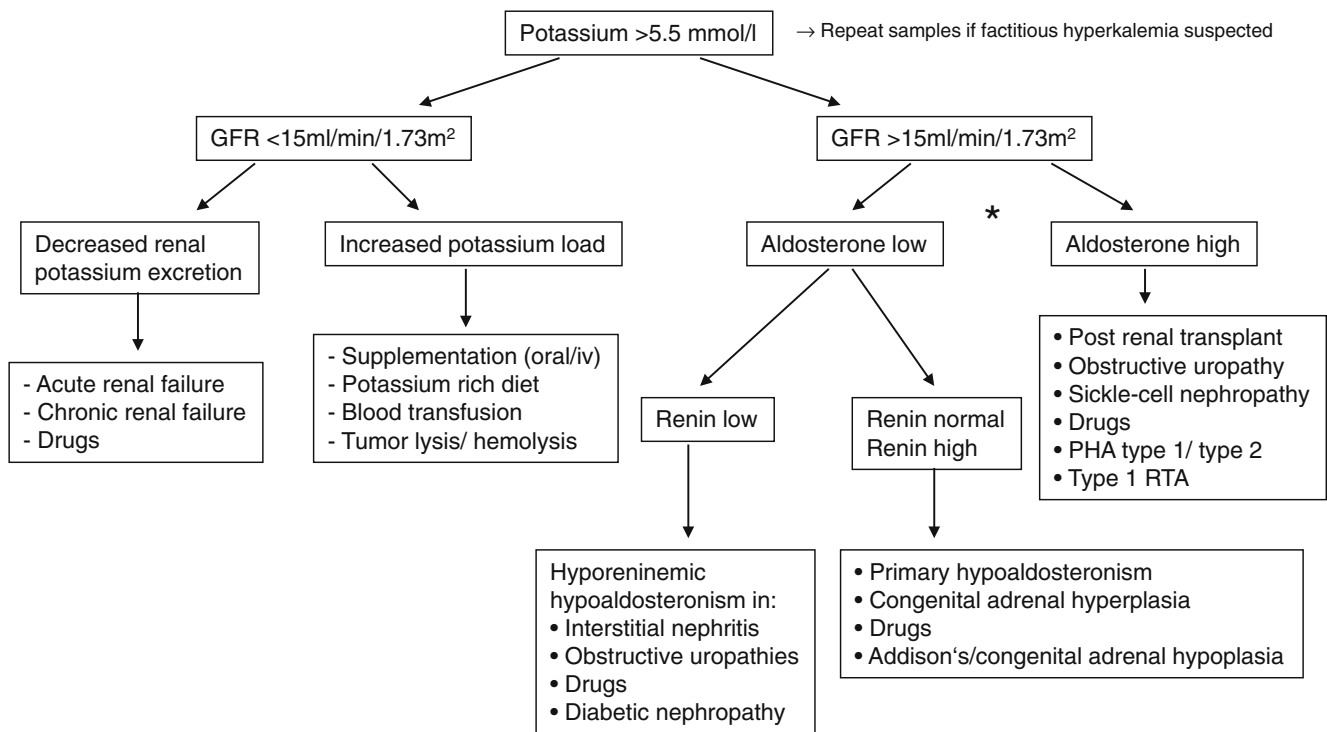 Potassium >5.5 mmol/l
→ Repeat samples if factitious hyperkalemia suspected
GFR <15ml/min/1.73m²
GFR >15ml/min/1.73m²
*
Decreased renal
potassium excretion
Increased potassium load
Aldosterone low
Aldosterone high
- Acute renal failure
- Chronic renal failure
- Drugs
- Supplementation (oral/iv)
- Potassium rich diet
- Blood transfusion
- Tumor lysis/ hemolysis
Renin low
Renin normal
Renin high
• Post renal transplant
• Obstructive uropathy
• Sickle-cell nephropathy
• Drugs
• PHA type 1/ type 2
• Type 1 RTA
Hyporeninemic
hypoaldosteronism in:
• Interstitial nephritis
• Obstructive uropathies
• Drugs
• Diabetic nephropathy
• Primary hypoaldosteronism
• Congenital adrenal hyperplasia
• Drugs
• Addison‘s/congenital adrenal hypoplasia